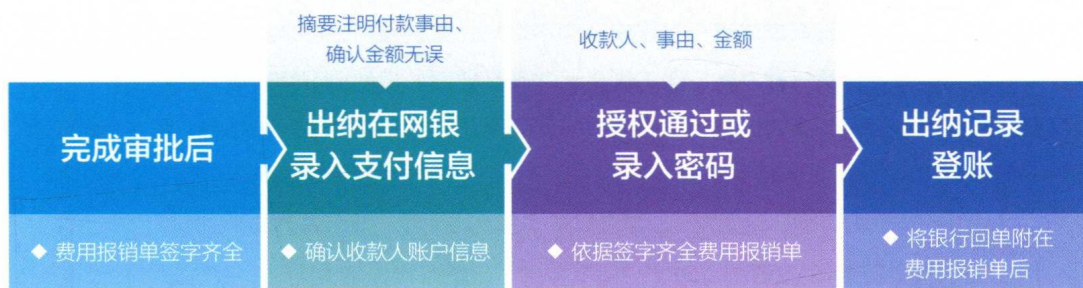 摘要注明付款事由、
确认金额无误
收款人、事由、金额
完成审批后
出纳在网银
录入支付信息
授权通过或
录入密码
出纳记录
登账
◆ 费用报销单签字齐全
◆ 确认收款人账户信息
◆ 依据签字齐全费用报销单
◆ 将银行回单附在
费用报销单后